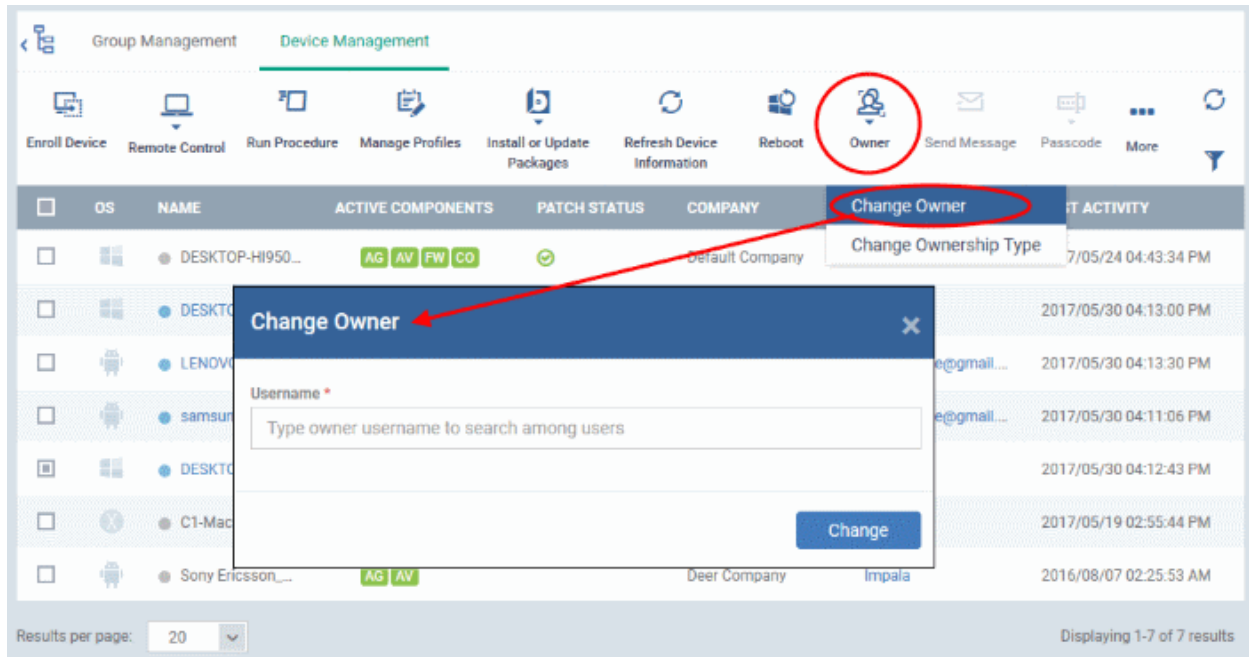 Group Management
Device Management
Enroll Device
Remote Control
Run Procedure
Manage Profiles
Install or Update
Packages
Refresh Device
Information
Reboot
Owner
Send Message
Passcode
More
OS NAME ACTIVE COMPONENTS PATCH STATUS COMPANY ACTIVITY
Change Owner
Change Ownership Type
DESKTOP-HI950... AG AV FW CO Default Company 7/05/24 04:43:34 PM
2017/05/30 04:13:00 PM
LENOVO e@gmail.... 2017/05/30 04:13:30 PM
samsun e@gmail.... 2017/05/30 04:11:06 PM
2017/05/30 04:12:43 PM
C1-Mac 2017/05/19 02:55:44 PM
Sony Ericsson_... AG AV Deer Company Impala 2016/08/07 02:25:53 AM
Change Owner
Username *
Type owner username to search among users
Change
Results per page: 20
Displaying 1-7 of 7 results